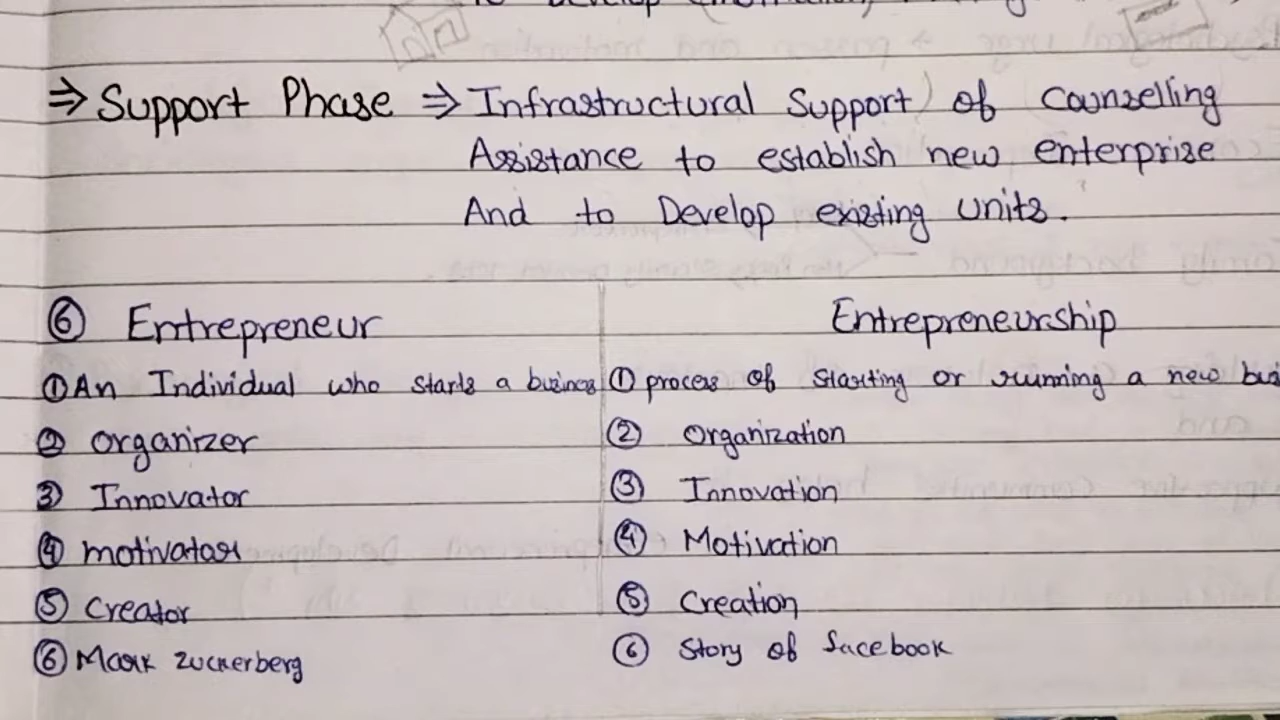 to Develop
⇒ Support Phase ⇒ Infrastructural Support of Counselling
Assistance to establish new enterprise
And to Develop existing units.
⑥ Entrepreneur Entrepreneurship
① An Individual who starts a business ① process of starting or running a new
② organizer ② Organization
③ Innovator ③ Innovation
④ motivator ④ Motivation
⑤ creator ⑤ Creation
⑥ Mark zuckerberg ⑥ Story of facebook